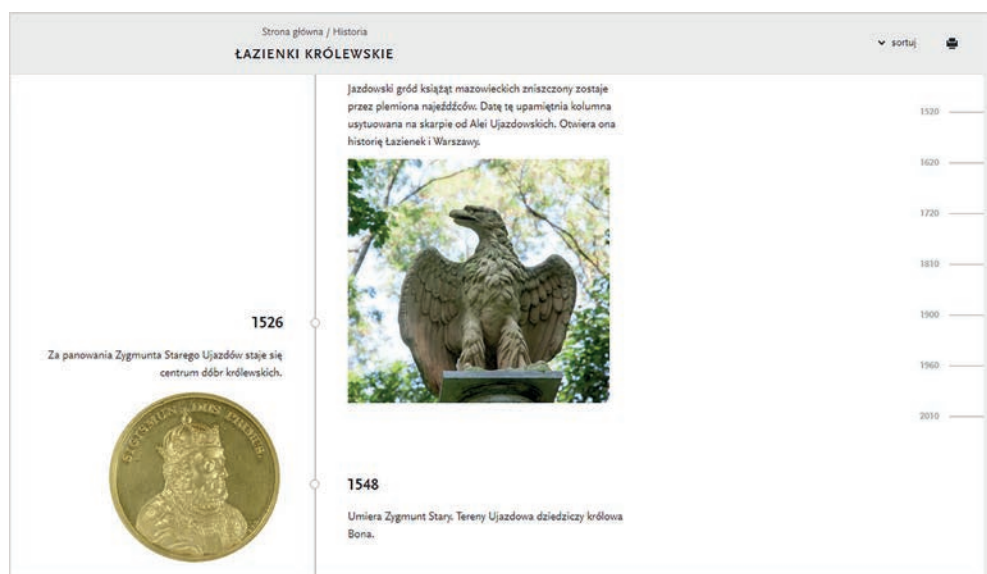 Strona główna / Historia
ŁAZIENKI KRÓLEWSKIE
sortuj
Jazdowski gród książąt mazowieckich zniszczony zostaje
przez plemiona najeźdźców. Datę tę upamiętnia kolumna
usytuowana na skarpie od Alei Ujazdowskich. Otwiera ona
historię Łazienek i Warszawy.
1526
Za panowania Zygmunta Starego Ujazdów staje się
centrum dóbr królewskich.
1548
Umiera Zygmunt Stary. Tereny Ujazdowa dziedziczy królowa
Bona.
1520
1620
1720
1810
1900
1960
2010